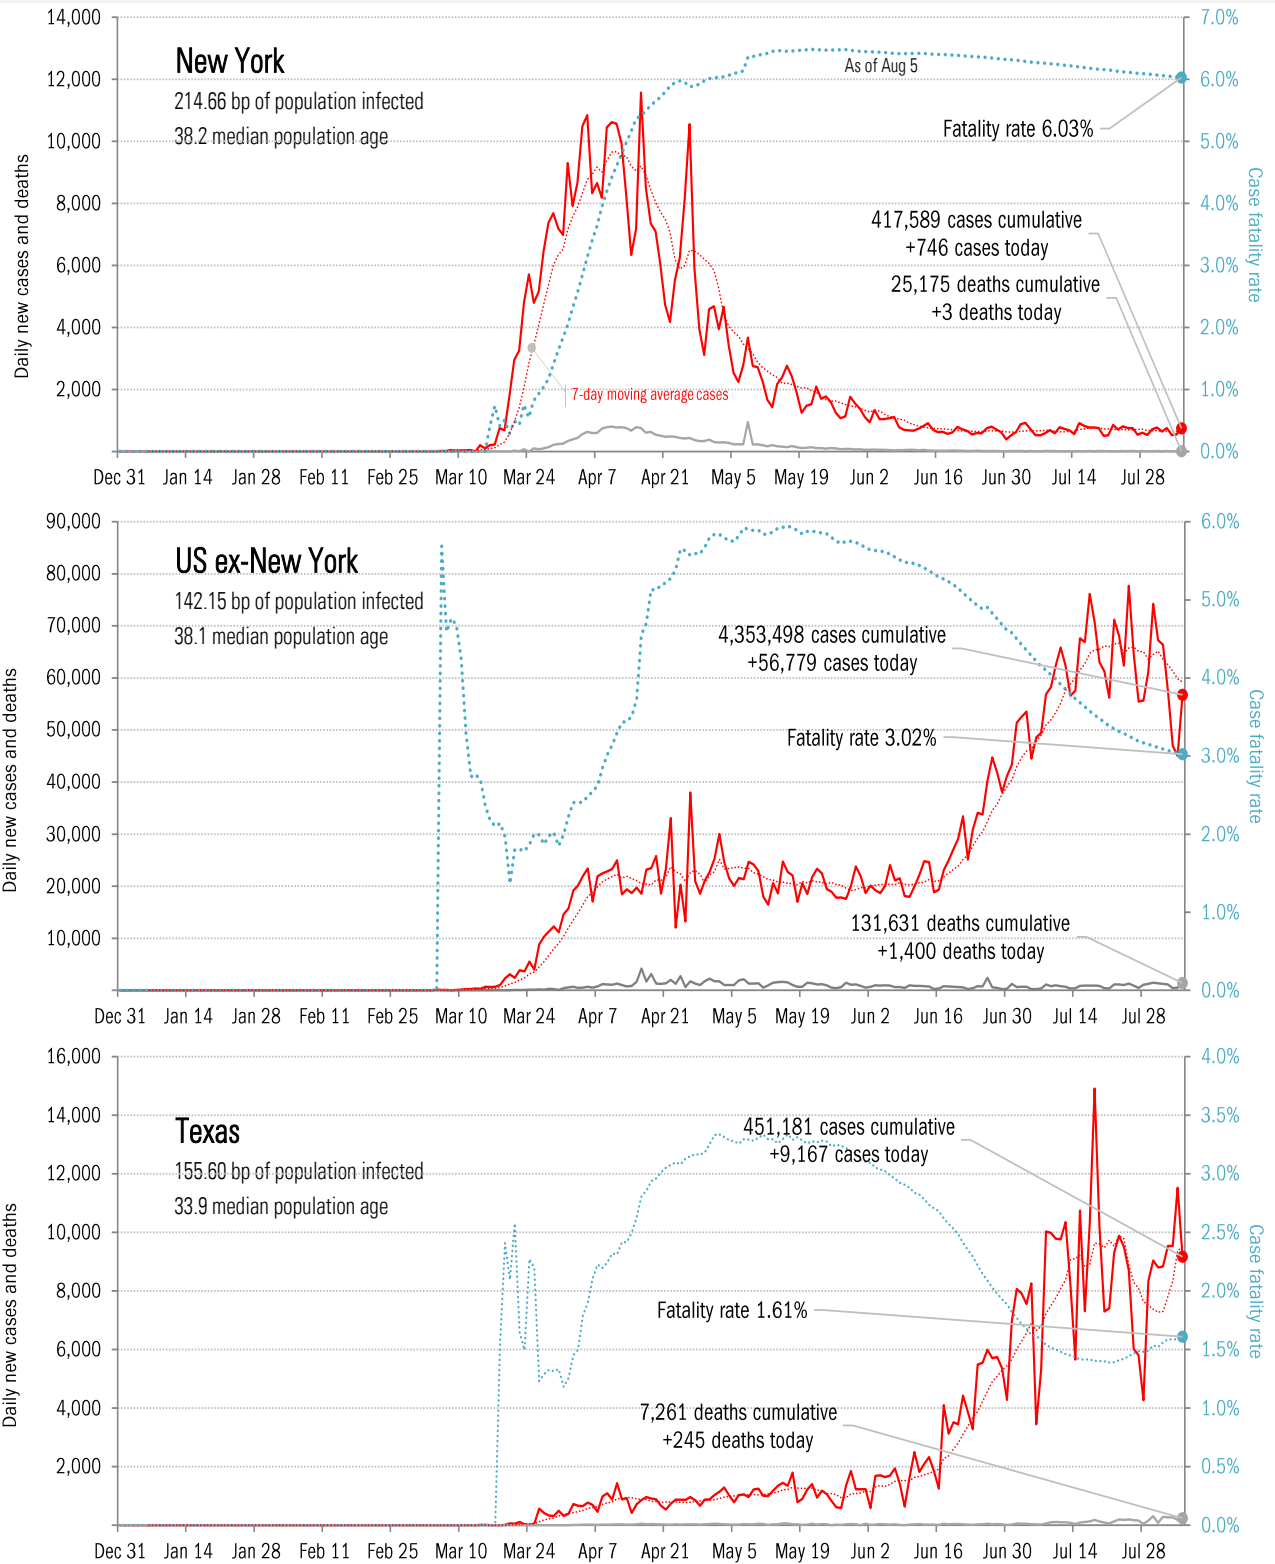 14,000
12,000
10,000
8,000
6,000
4,000
2,000
7.0%
6.0%
5.0%
4.0%
3.0%
2.0%
1.0%
0.0%
Daily new cases and deaths
Case fatality rate
New York
214.66 bp of population infected
38.2 median population age
As of Aug 5
Fatality rate 6.03%
417,589 cases cumulative
+746 cases today
25,175 deaths cumulative
+3 deaths today
7-day moving average cases
Dec 31 Jan 14 Jan 28 Feb 11 Feb 25 Mar 10 Mar 24 Apr 7 Apr 21 May 5 May 19 Jun 2 Jun 16 Jun 30 Jul 14 Jul 28
90,000
80,000
70,000
60,000
50,000
40,000
30,000
20,000
10,000
6.0%
5.0%
4.0%
3.0%
2.0%
1.0%
0.0%
Daily new cases and deaths
Case fatality rate
US ex-New York
142.15 bp of population infected
38.1 median population age
4,353,498 cases cumulative
+56,779 cases today
Fatality rate 3.02%
131,631 deaths cumulative
+1,400 deaths today
Dec 31 Jan 14 Jan 28 Feb 11 Feb 25 Mar 10 Mar 24 Apr 7 Apr 21 May 5 May 19 Jun 2 Jun 16 Jun 30 Jul 14 Jul 28
16,000
14,000
12,000
10,000
8,000
6,000
4,000
2,000
4.0%
3.5%
3.0%
2.5%
2.0%
1.5%
1.0%
0.5%
0.0%
Daily new cases and deaths
Case fatality rate
Texas
155.60 bp of population infected
33.9 median population age
451,181 cases cumulative
+9,167 cases today
Fatality rate 1.61%
7,261 deaths cumulative
+245 deaths today
Dec 31 Jan 14 Jan 28 Feb 11 Feb 25 Mar 10 Mar 24 Apr 7 Apr 21 May 5 May 19 Jun 2 Jun 16 Jun 30 Jul 14 Jul 28